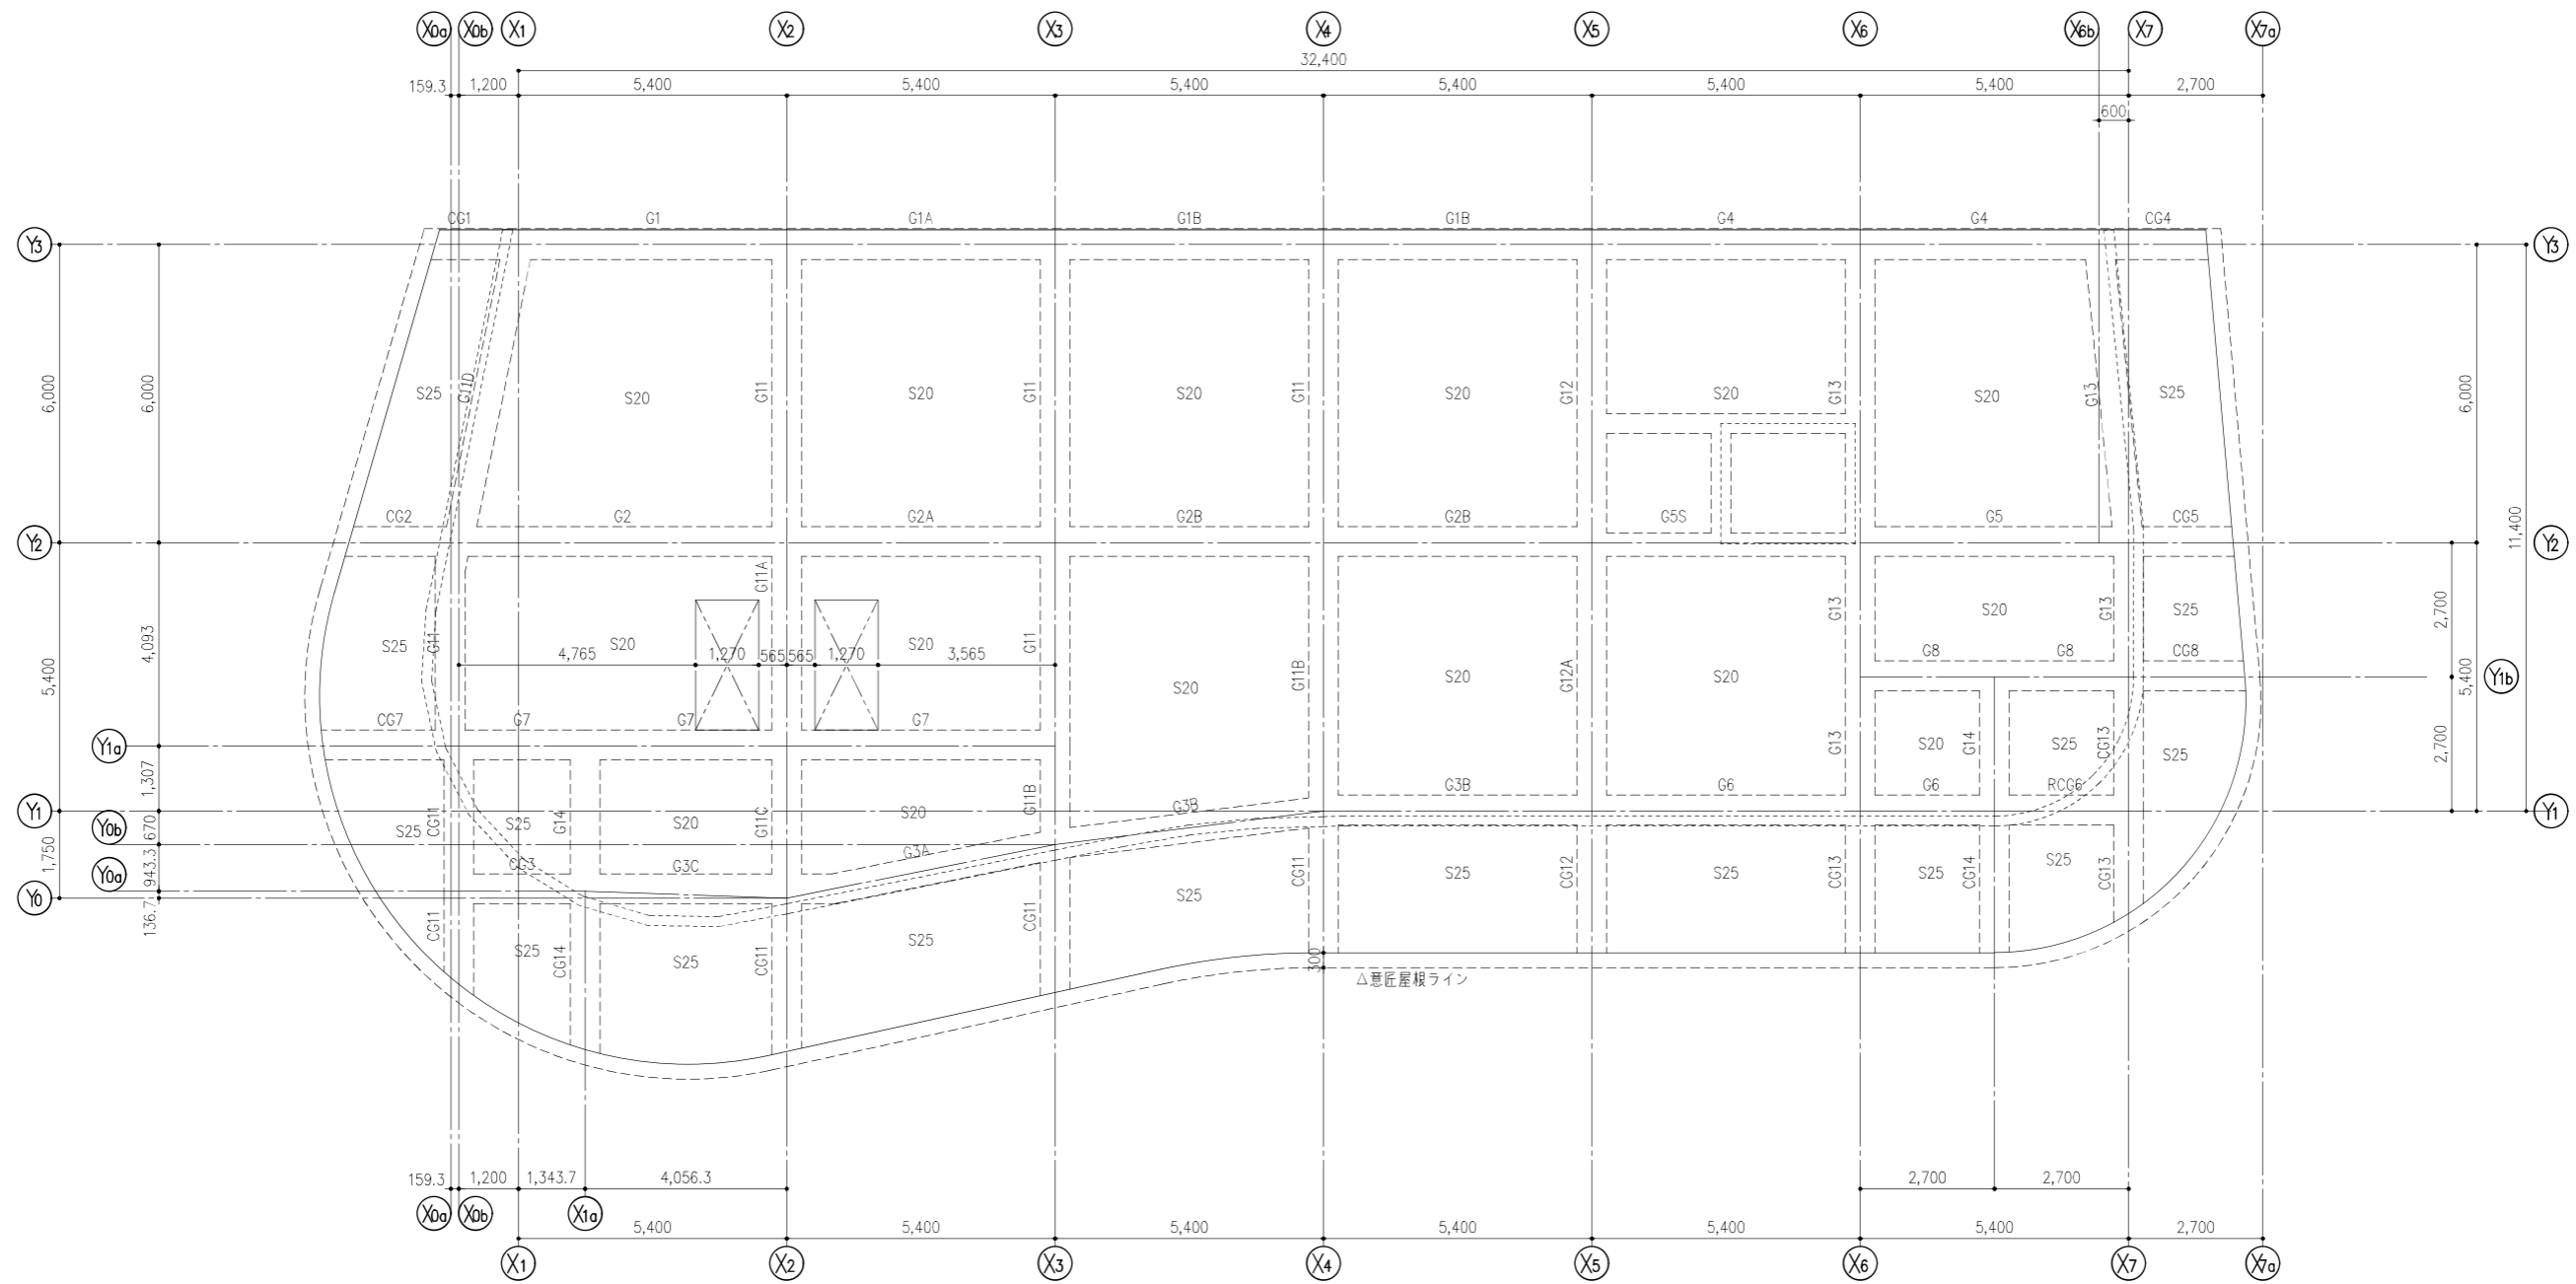 X0a X0b X1 X2 X3 X4 X5 X6 X6b X7 X7a
32,400
159.3 1,200 5,400 5,400 5,400 5,400 5,400 5,400 2,700
600
CG1 G1 G1A G1B G1B G4 G4 CG4
Y3 Y3
6,000 6,000 S25 G11D S20 G11 S20 G11 S20 G11 S20 G12 S20 G13 S20 G13 S25 6,000
CG2 G2 G2A G2B G2B G5S G5 CG5
11,400
Y2 Y2
G11A
5,400 4,093 S25 G11 S20 S20 G11 G13 S20 G13 S25 2,700
4,765 1,270 565 565 1,270 3,565
G8 G8 CG8
S20 G11B S20 G12A S20 5,400 Y1b
CG7 G7 G7 G7
Y1a
G13 S20 G14 S25 CG13 S25 2,700
1,307
G3B G3B G6 G6 RCG6
Y1 Y1
S25 CG11 S25 G14 S20 G11C S20 G11B
Y0b
670
1,750 943.3 CG3 G3C G3A
Y0a
CG11 S25 CG12 S25 CG13 S25 CG14 S25 CG13
S25
Y0
136.7
CG11 S25 CG14 S25 CG11 S25 CG11
300
△意匠屋根ライン
159.3 1,200 1,343.7 4,056.3 2,700 2,700
X0a X0b X1a
5,400 5,400 5,400 5,400 5,400 5,400 2,700
X1 X2 X3 X4 X5 X6 X7 X7a